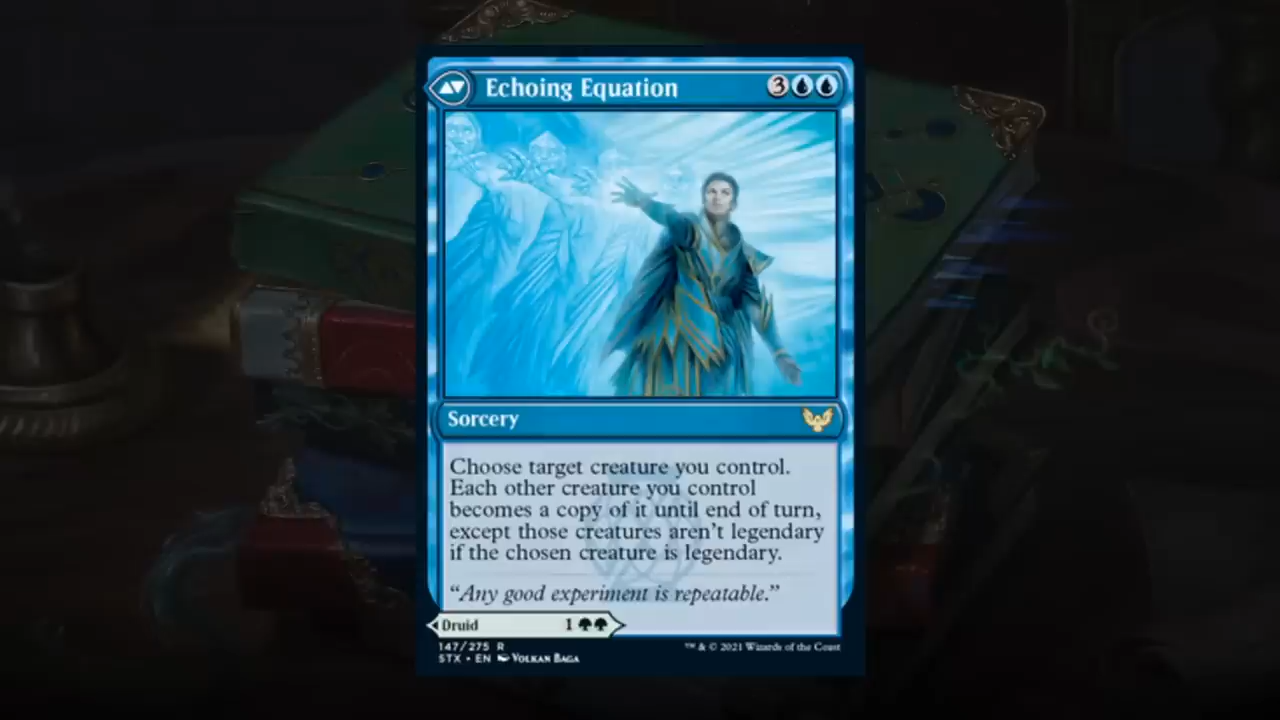 Echoing Equation 3
Sorcery
Choose target creature you control.
Each other creature you control
becomes a copy of it until end of turn,
except those creatures aren't legendary
if the chosen creature is legendary.
“Any good experiment is repeatable.”
Druid 1
147/275 R
STX • EN Volkan Baga
™ & © 2021 Wizards of the Coast